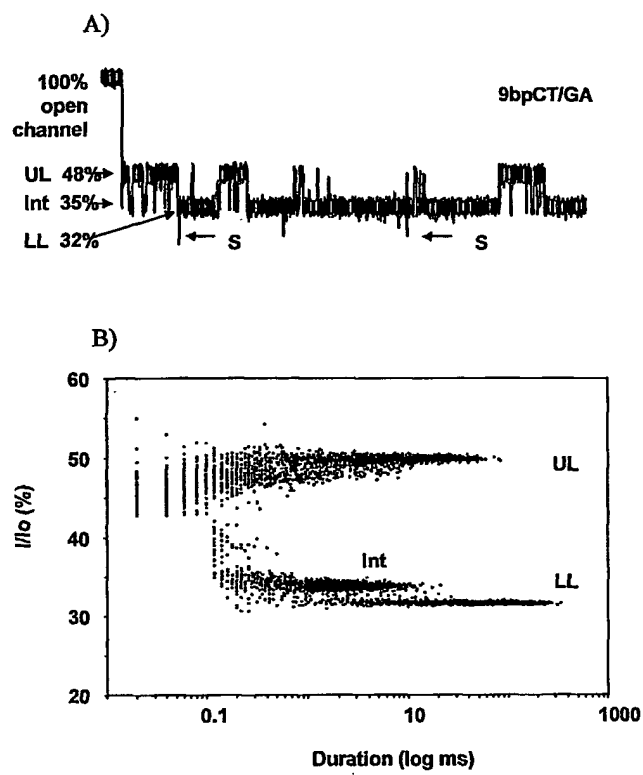 A)
100%
open
channel
9bpCT/GA
UL 48%
Int 35%
LL 32%
S
S
B)
60
50
40
30
20
I/Io (%)
UL
Int
LL
0.1
10
1000
Duration (log ms)